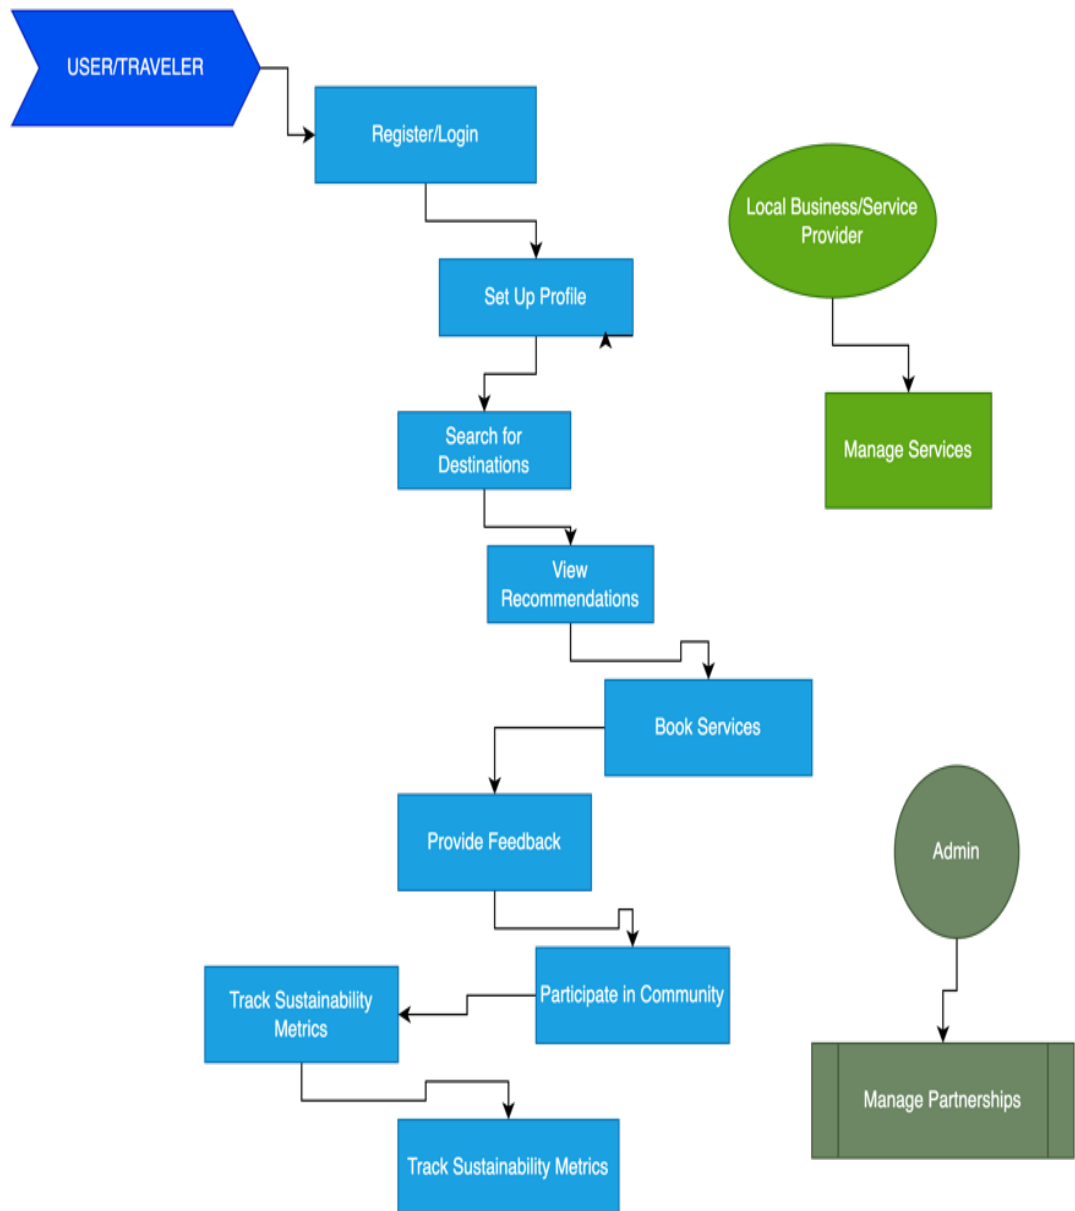 USER/TRAVELER
Register/Login
Local Business/Service
Provider
Set Up Profile
Search for
Destinations
Manage Services
View
Recommendations
Book Services
Provide Feedback
Admin
Participate in Community
Track Sustainability
Metrics
Manage Partnerships
Track Sustainability Metrics